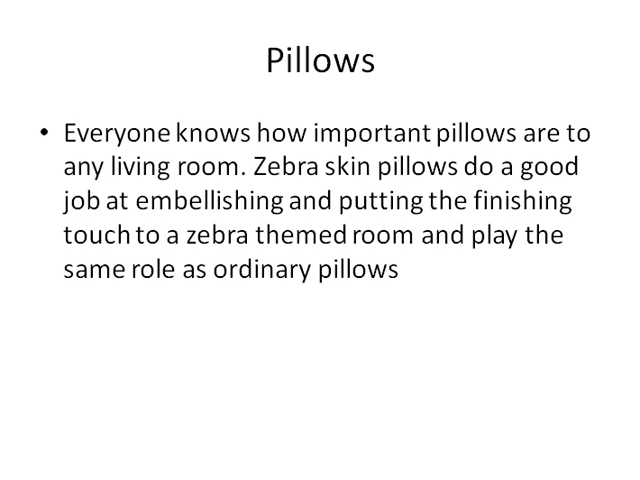 Pillows
• Everyone knows how important pillows are to
any living room. Zebra skin pillows do a good
job at embellishing and putting the finishing
touch to a zebra themed room and play the
same role as ordinary pillows